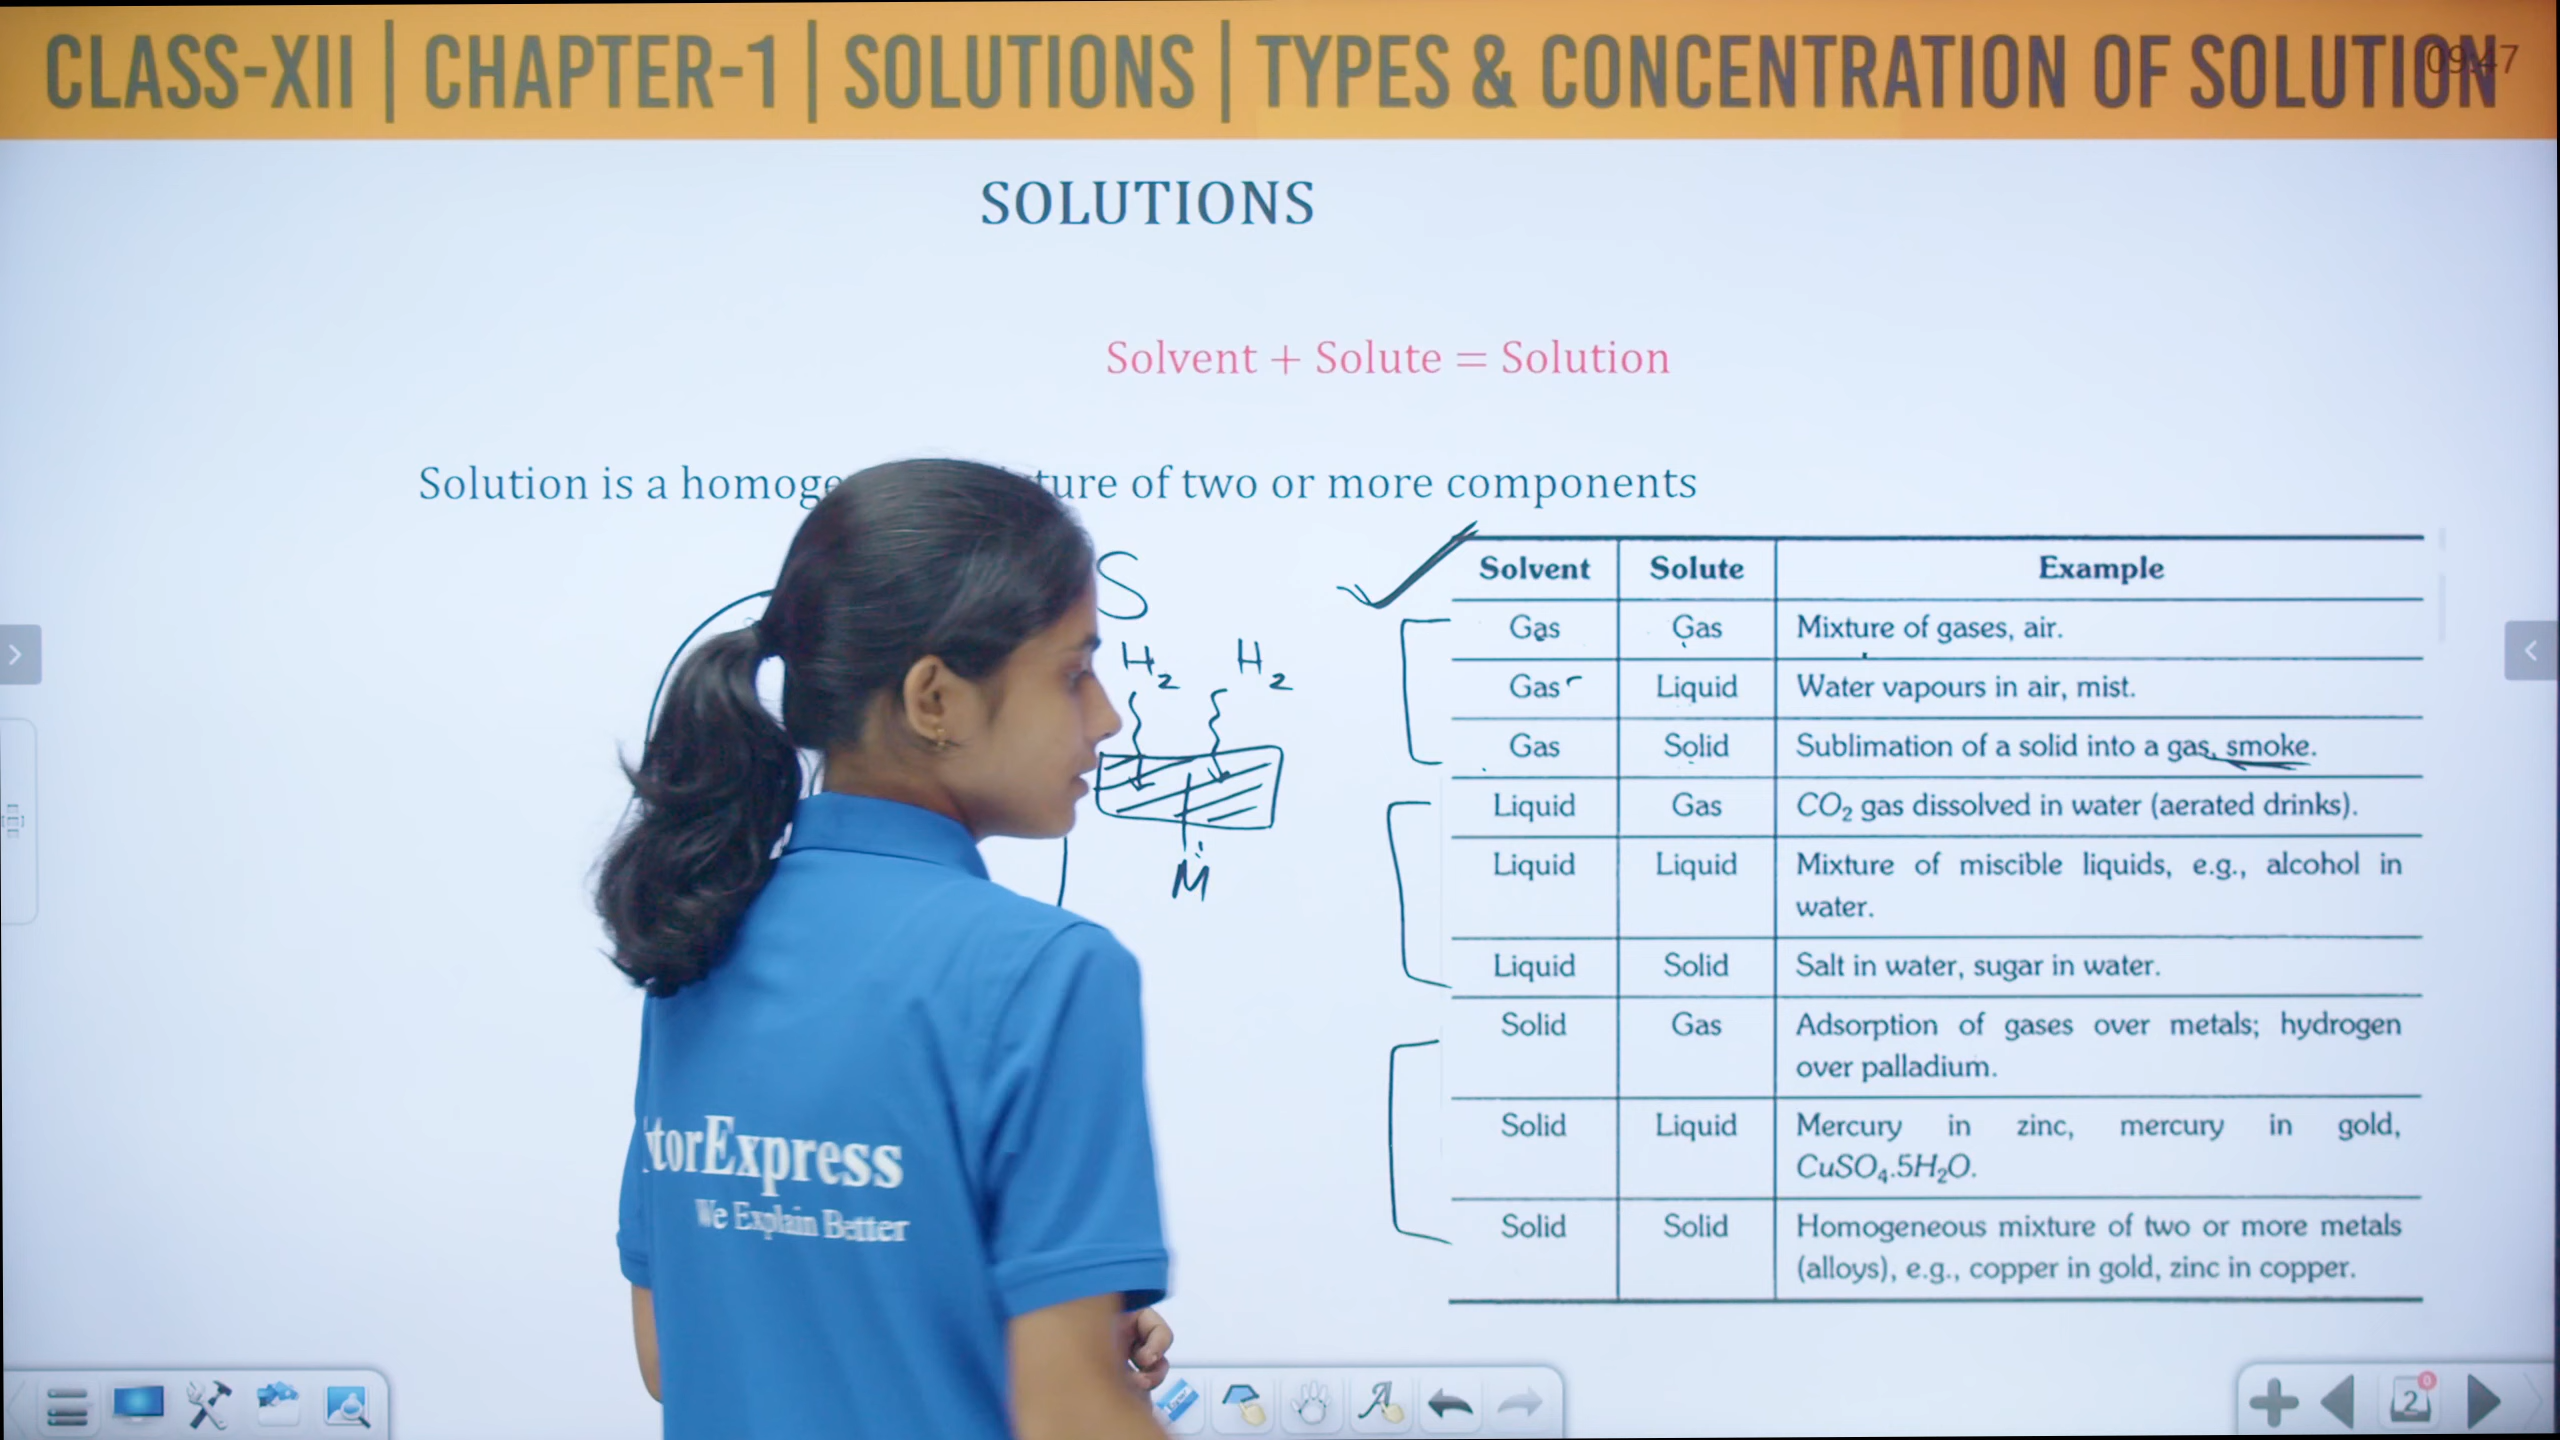 CLASS-XII | CHAPTER-1 | SOLUTIONS | TYPES & CONCENTRATION OF SOLUTION
09:47
SOLUTIONS
Solvent + Solute = Solution
Solution is a of two or more components
S
H2 H2
M
Solvent Solute Example
Gas Gas Mixture of gases, air.
Gas Liquid Water vapours in air, mist.
Gas Solid Sublimation of a solid into a gas, smoke.
Liquid Gas CO2 gas dissolved in water (aerated drinks).
Liquid Liquid Mixture of miscible liquids, e.g., alcohol in
water.
Liquid Solid Salt in water, sugar in water.
Solid Gas Adsorption of gases over metals; hydrogen
over palladium.
Solid Liquid Mercury in zinc, mercury in gold,
CuSO4.5H2O.
Solid Solid Homogeneous mixture of two or more metals
(alloys), e.g., copper in gold, zinc in copper.
torExpress
We Explain Better
2
0